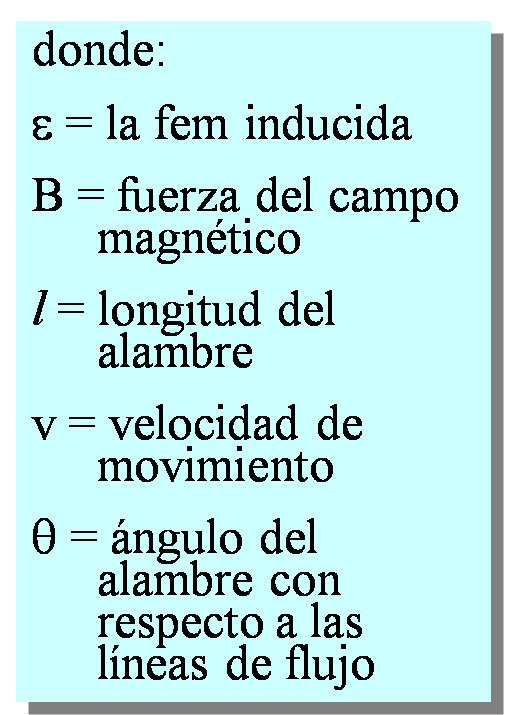 donde:
ε = la fem inducida
B = fuerza del campo
magnético
l = longitud del
alambre
v = velocidad de
movimiento
θ = ángulo del
alambre con
respecto a las
líneas de flujo